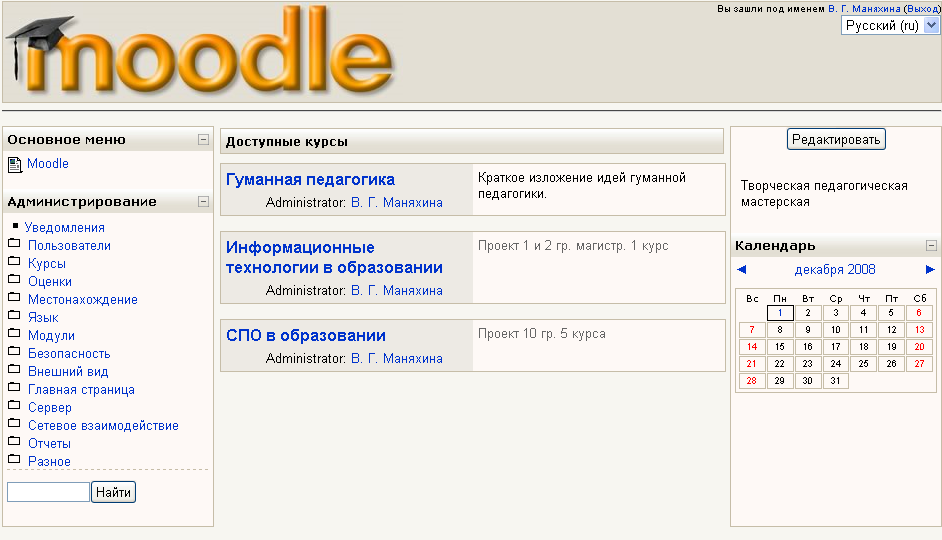 moodle
Вы зашли под именем В. Г. Маняхина (Выход)
Русский (ru)
Основное меню
Moodle
Администрирование
Уведомления
Пользователи
Курсы
Оценки
Местонахождение
Язык
Модули
Безопасность
Внешний вид
Главная страница
Сервер
Сетевое взаимодействие
Отчеты
Разное
Найти
Доступные курсы
Гуманная педагогика
Administrator: В. Г. Маняхина
Краткое изложение идей гуманной
педагогики.
Информационные
технологии в образовании
Administrator: В. Г. Маняхина
Проект 1 и 2 гр. магистр. 1 курс
СПО в образовании
Administrator: В. Г. Маняхина
Проект 10 гр. 5 курса
Редактировать
Творческая педагогическая
мастерская
Календарь
декабря 2008
Вс Пн Вт Ср Чт Пт Сб
1 2 3 4 5 6
7 8 9 10 11 12 13
14 15 16 17 18 19 20
21 22 23 24 25 26 27
28 29 30 31